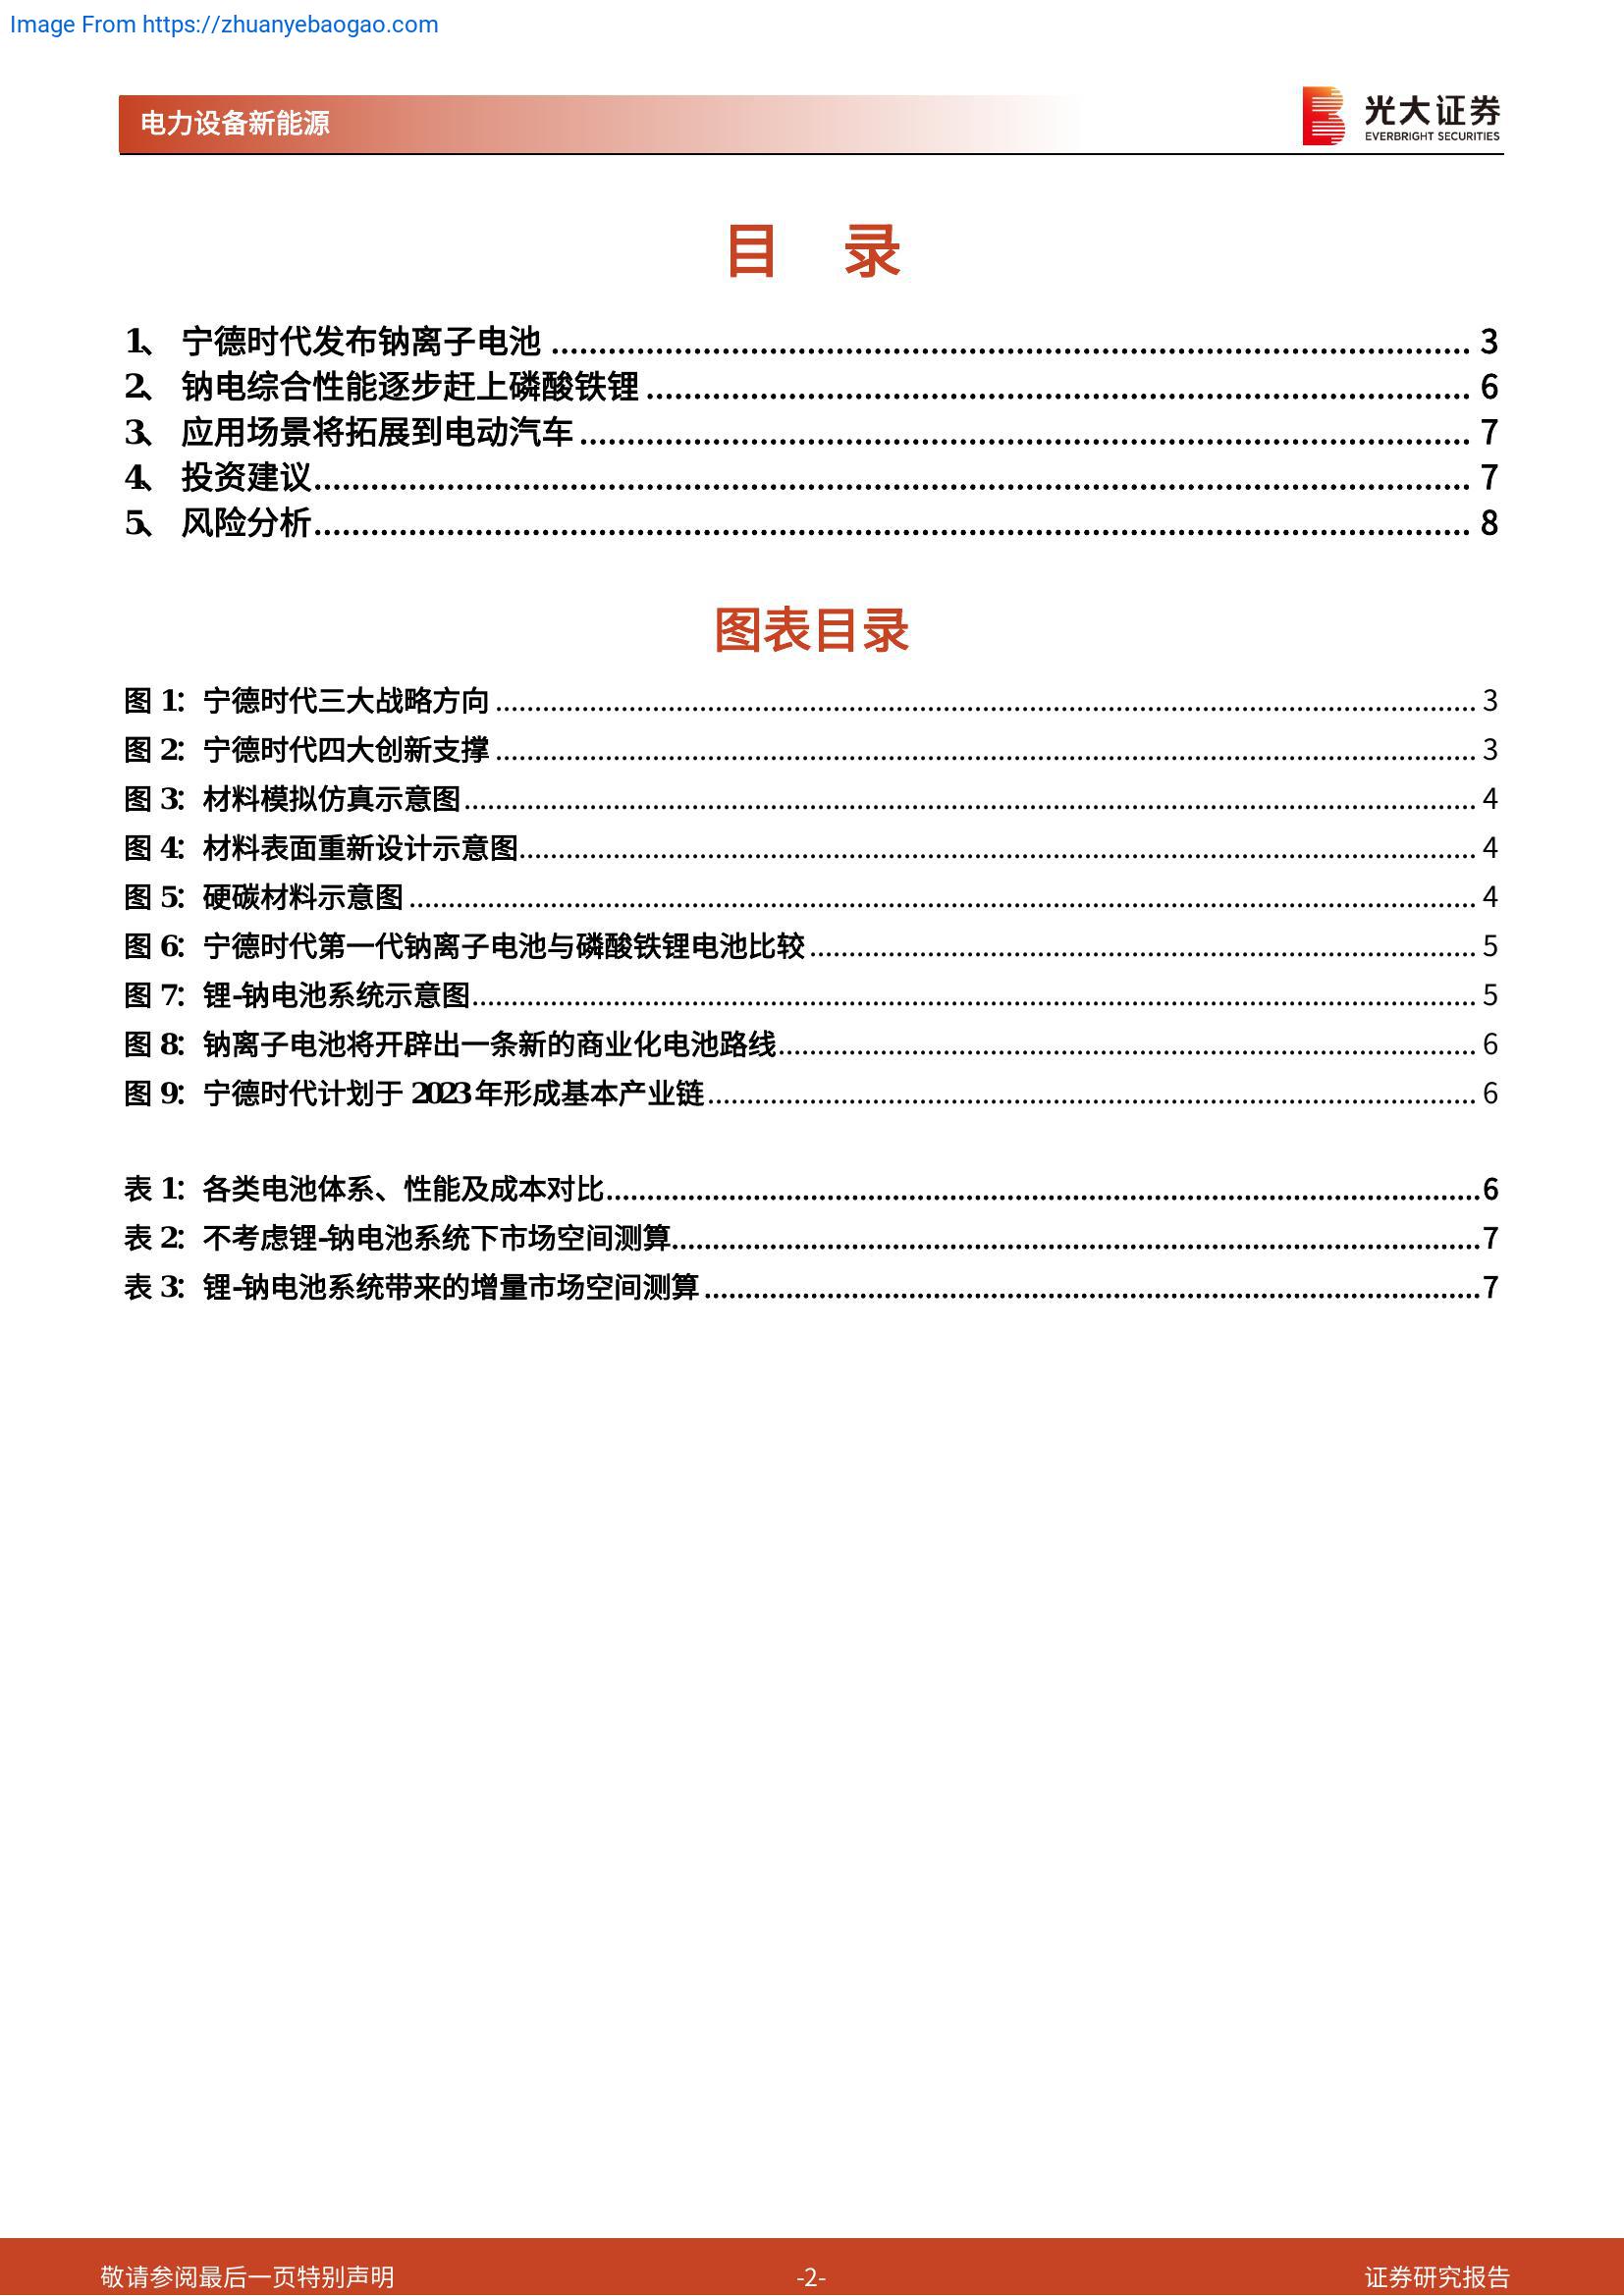 Image From https://zhuanyebaogao.com
电力设备新能源
光大证券
EVERBRIGHT SECURITIES
目 录
1、 宁德时代发布钠离子电池 ........ 3
2、 钠电综合性能逐步赶上磷酸铁锂 ........ 6
3、 应用场景将拓展到电动汽车 ........ 7
4、 投资建议 ........ 7
5、 风险分析 ........ 8
图表目录
图 1：宁德时代三大战略方向 ........ 3
图 2：宁德时代四大创新支撑 ........ 3
图 3：材料模拟仿真示意图 ........ 4
图 4：材料表面重新设计示意图 ........ 4
图 5：硬碳材料示意图 ........ 4
图 6：宁德时代第一代钠离子电池与磷酸铁锂电池比较 ........ 5
图 7：锂-钠电池系统示意图 ........ 5
图 8：钠离子电池将开辟出一条新的商业化电池路线 ........ 6
图 9：宁德时代计划于 2023 年形成基本产业链 ........ 6
表 1：各类电池体系、性能及成本对比 ........ 6
表 2：不考虑锂-钠电池系统下市场空间测算 ........ 7
表 3：锂-钠电池系统带来的增量市场空间测算 ........ 7
敬请参阅最后一页特别声明 -2- 证券研究报告